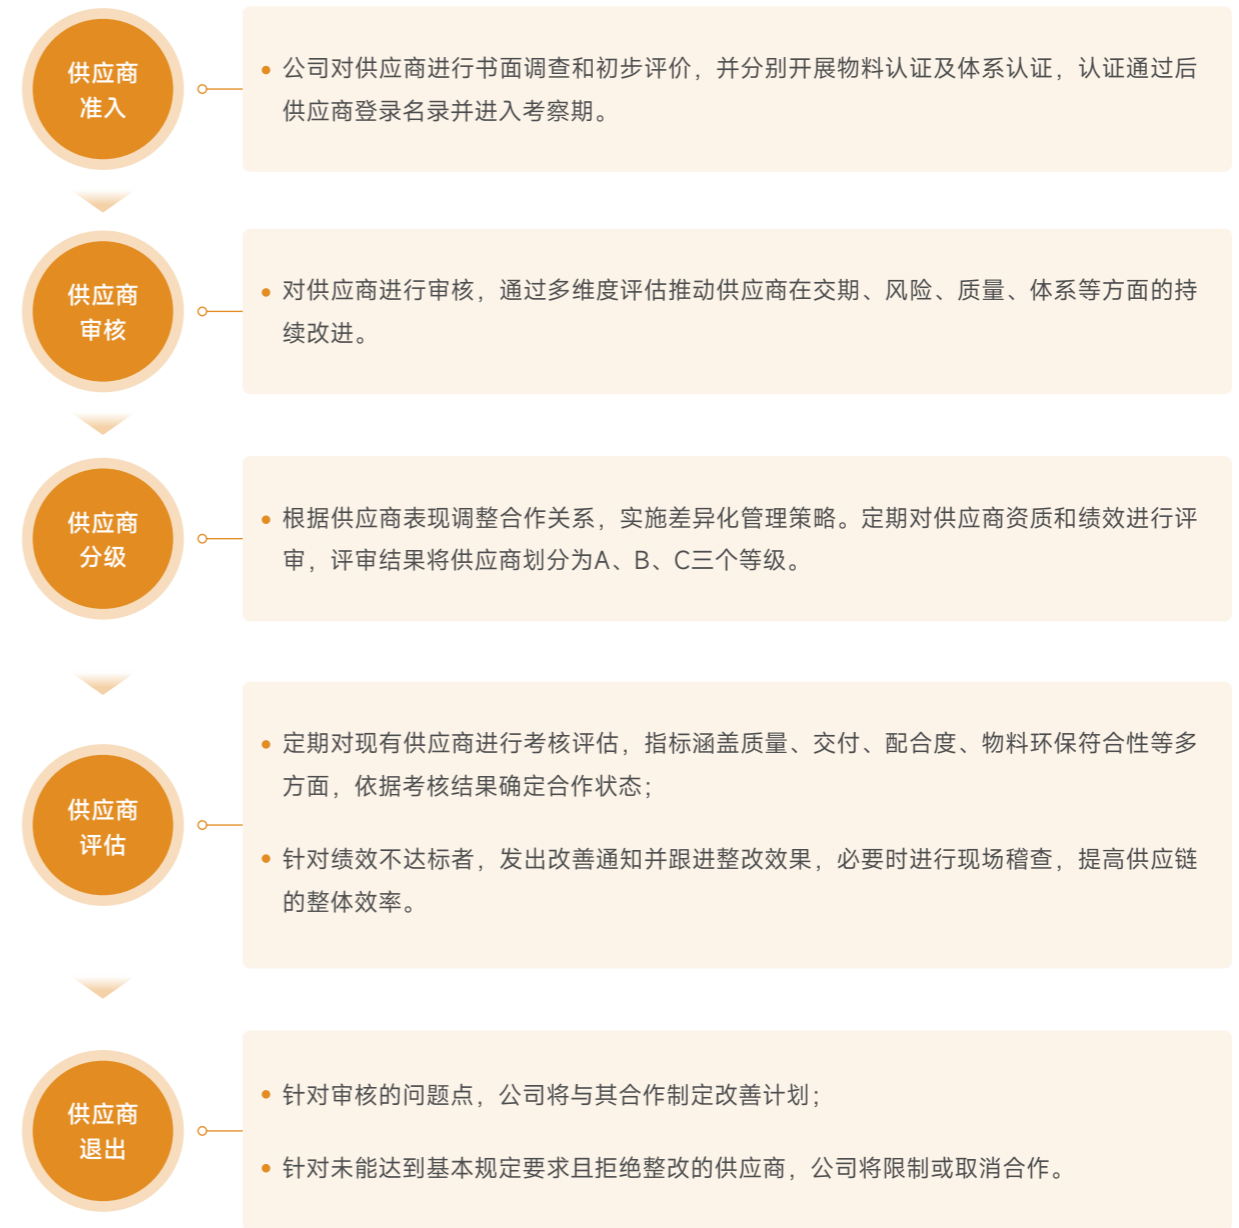 供应商
准入
公司对供应商进行书面调查和初步评价，并分别开展物料认证及体系认证，认证通过后
供应商登录名录并进入考察期。
供应商
审核
对供应商进行审核，通过多维度评估推动供应商在交期、风险、质量、体系等方面的持
续改进。
供应商
分级
根据供应商表现调整合作关系，实施差异化管理策略。定期对供应商资质和绩效进行评
审，评审结果将供应商划分为A、B、C三个等级。
供应商
评估
定期对现有供应商进行考核评估，指标涵盖质量、交付、配合度、物料环保符合性等多
方面，依据考核结果确定合作状态；
针对绩效不达标者，发出改善通知并跟进整改效果，必要时进行现场稽查，提高供应链
的整体效率。
供应商
退出
针对审核的问题点，公司将与其合作制定改善计划；
针对未能达到基本规定要求且拒绝整改的供应商，公司将限制或取消合作。